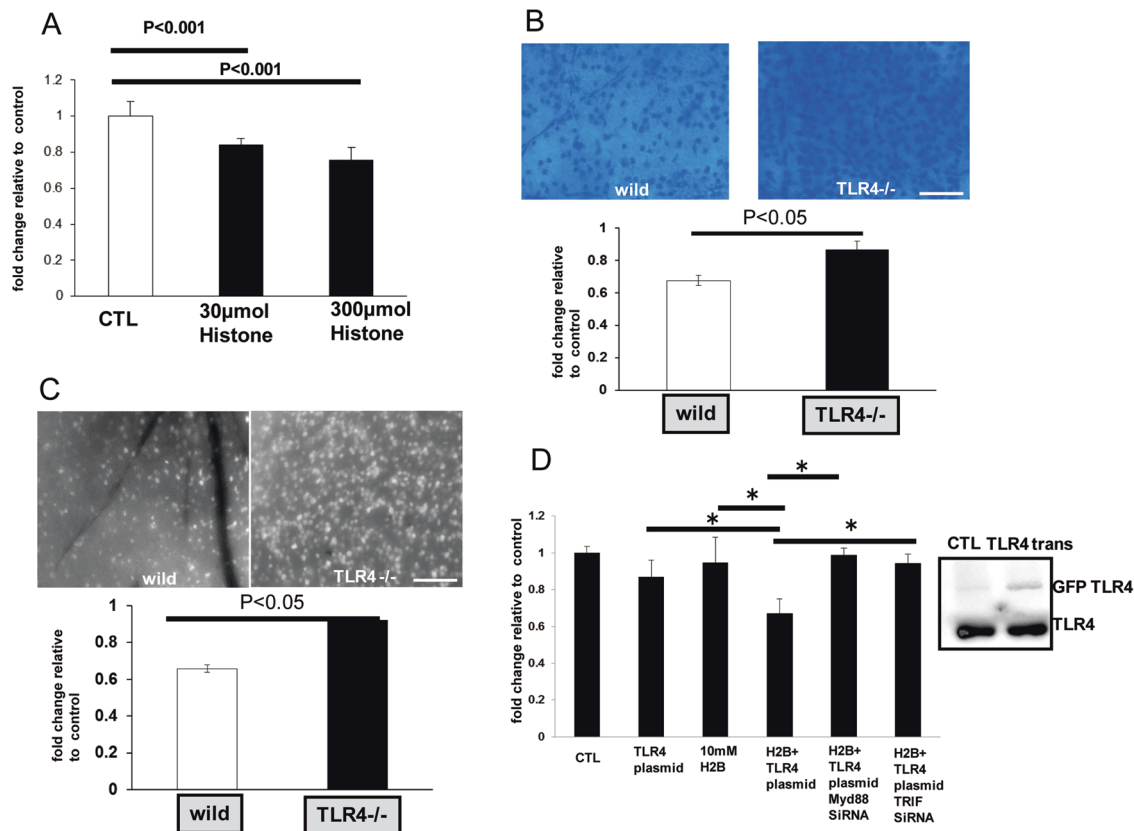 A
P<0.001
P<0.001
fold change relative to control
1.2
1
0.8
0.6
0.4
0.2
0
CTL
30µmol
Histone
300µmol
Histone
B
wild
TLR4-/-
P<0.05
fold change relative
to control
1
0.8
0.6
0.4
0.2
0
wild
TLR4-/-
C
wild
TLR4 -/-
P<0.05
fold change relative
to control
1
0.8
0.6
0.4
0.2
0
wild
TLR4-/-
D
*
*
*
*
fold change relative to control
1.2
1
0.8
0.6
0.4
0.2
0
CTL
TLR4
plasmid
10mM
H2B
H2B+
TLR4
plasmid
H2B+
TLR4
plasmid
Myd88
SiRNA
H2B+
TLR4
plasmid
TRIF
SiRNA
CTL TLR4 trans
GFP TLR4
TLR4